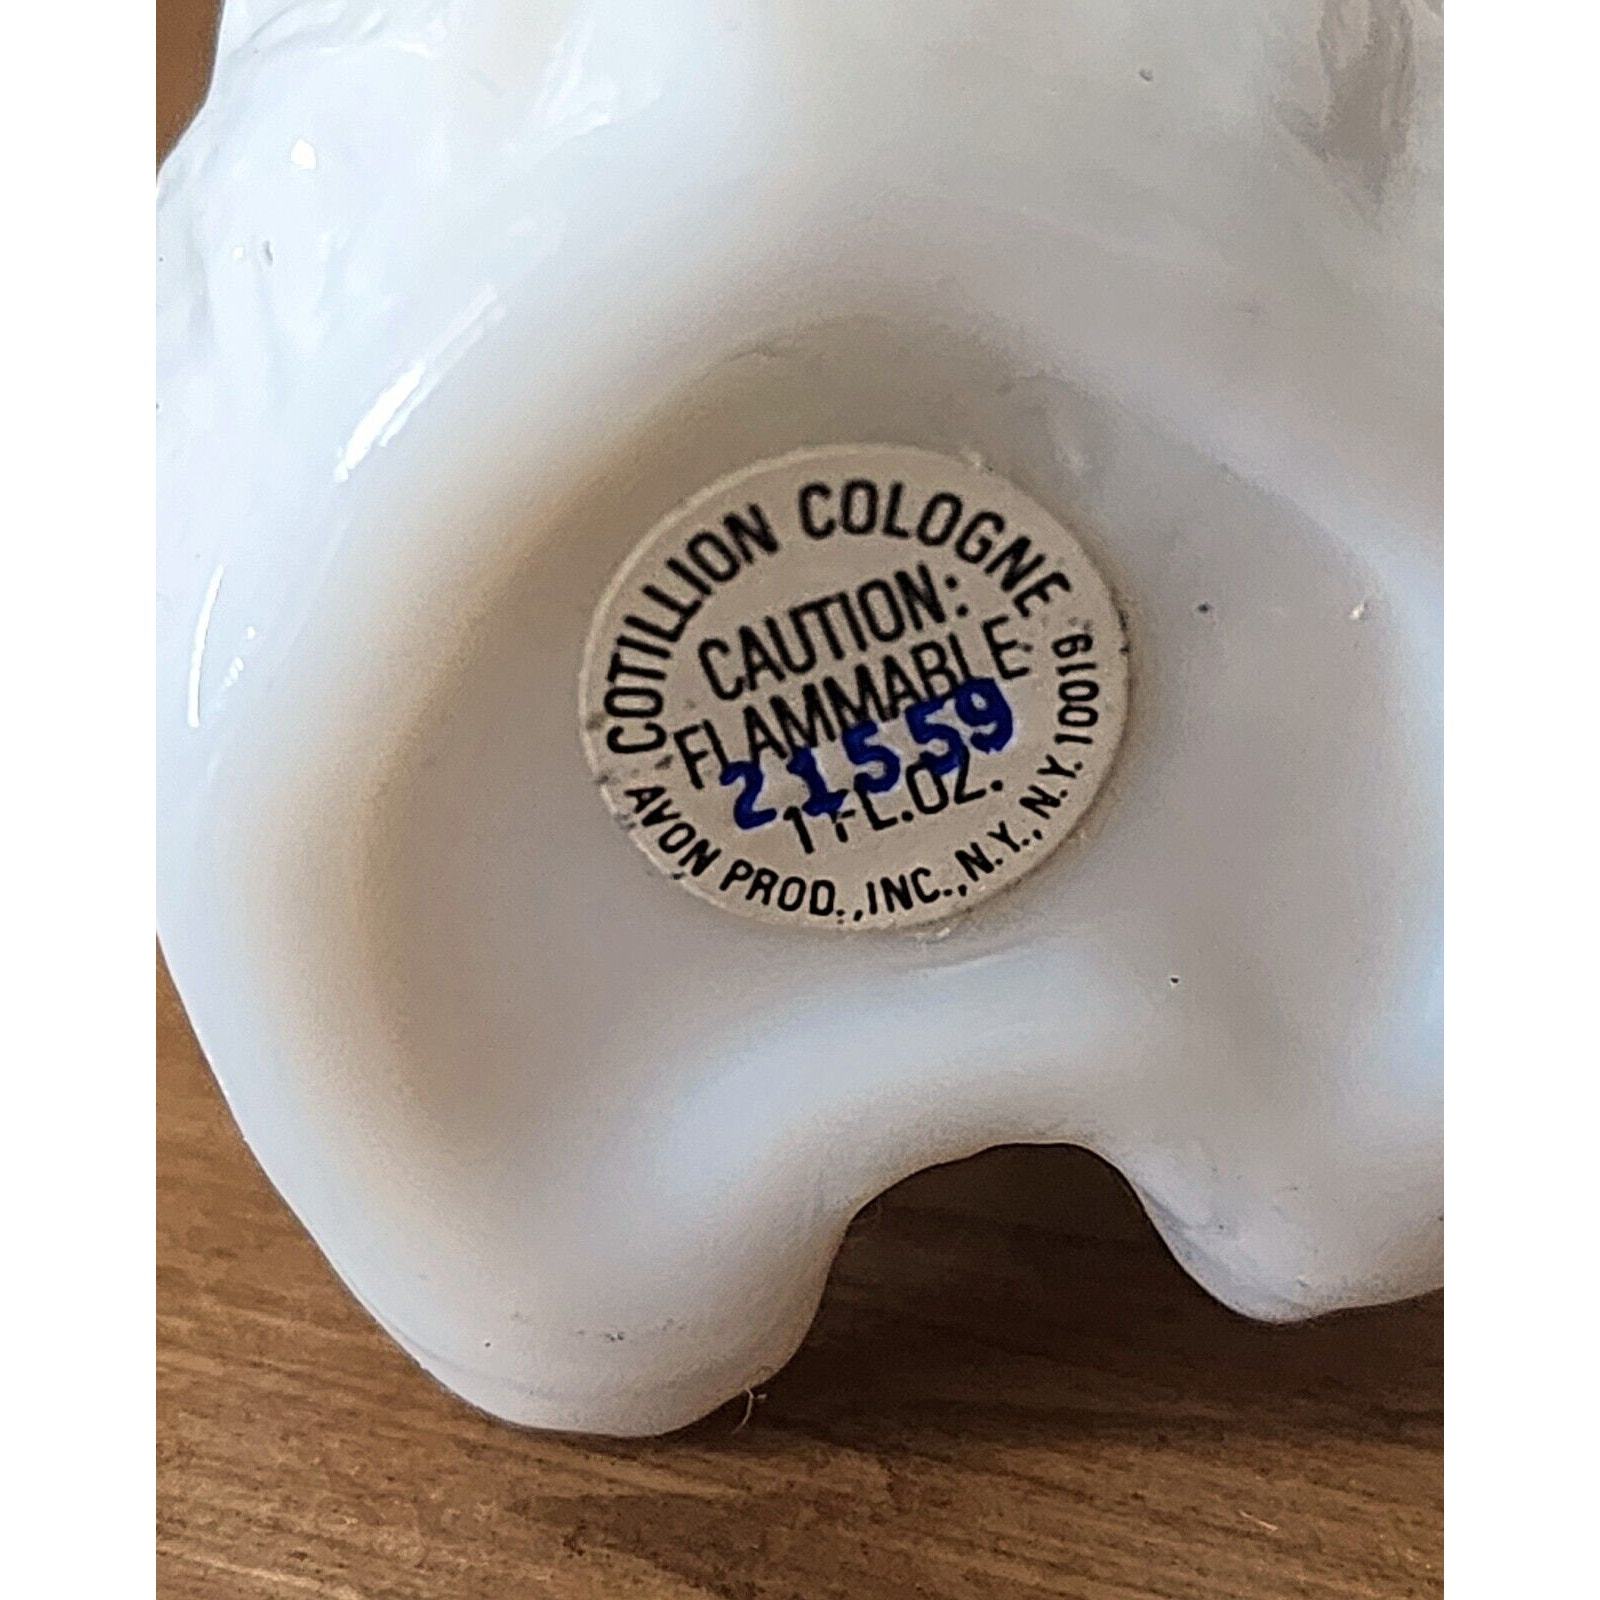 COTILLION COLOGNE
CAUTION:
FLAMMABLE
21559
1 FL.OZ.
AVON PROD., INC., N.Y., N.Y. 10019